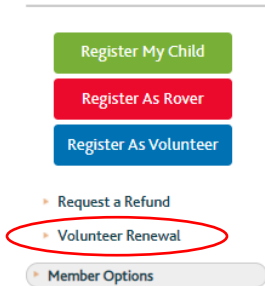 Register My Child
Register As Rover
Register As Volunteer
Request a Refund
Volunteer Renewal
Member Options